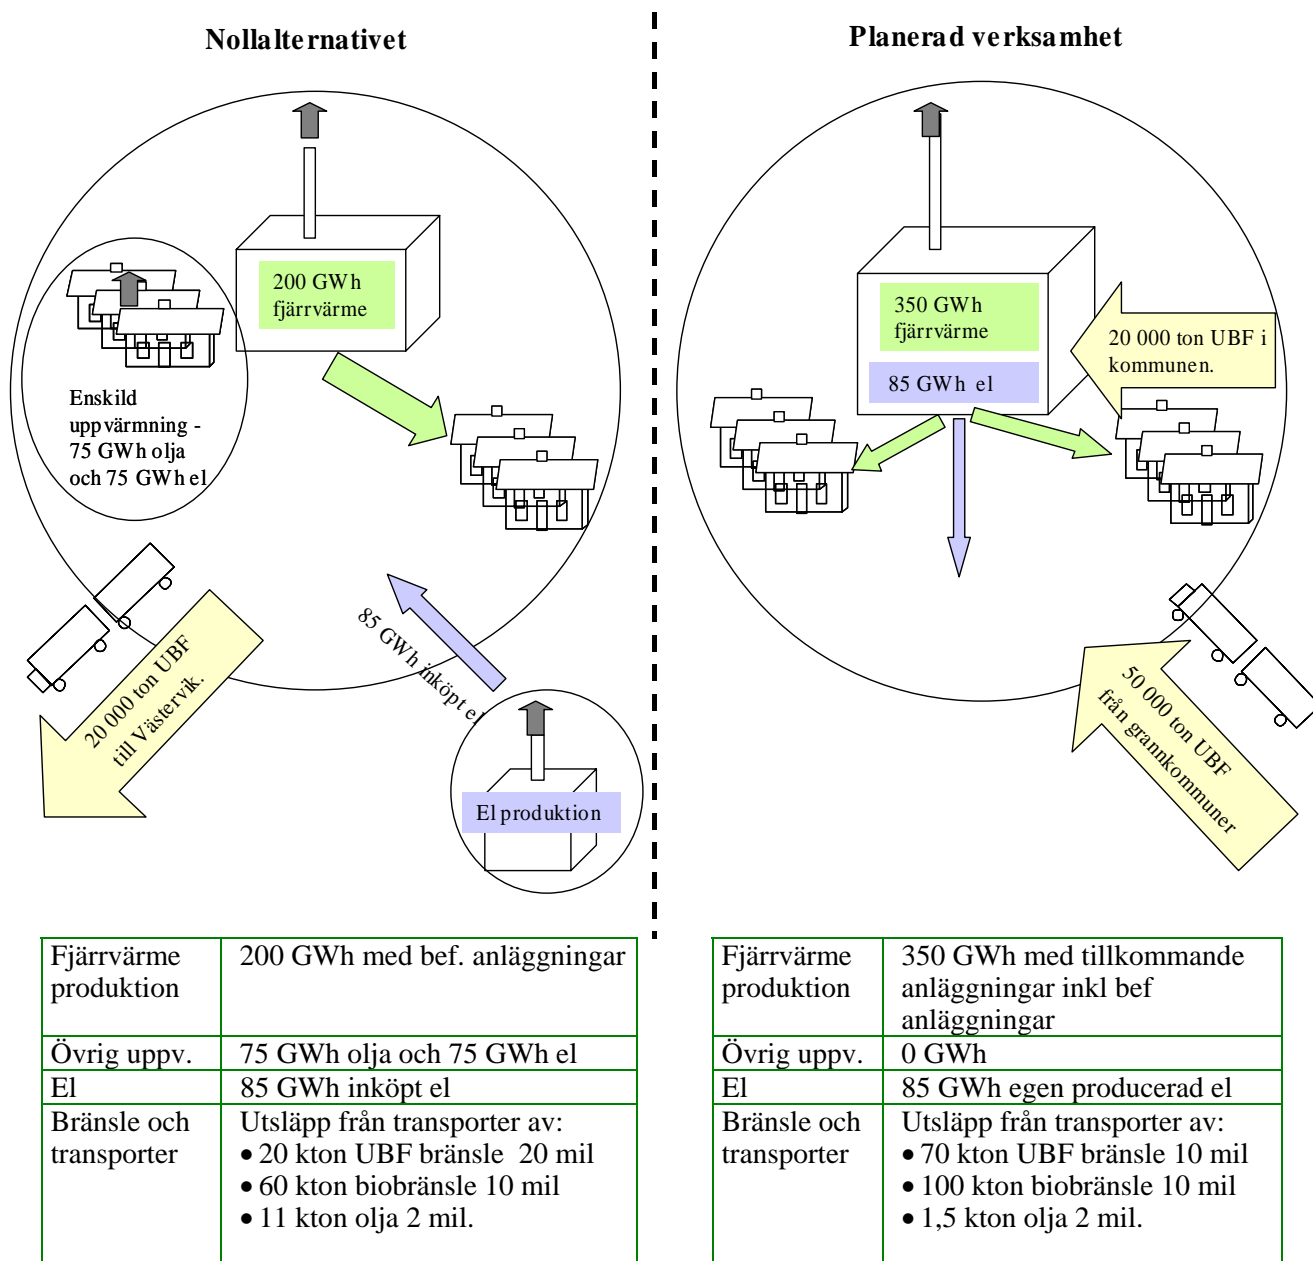 Nollalternativet
200 GWh
fjärrvärme
Enskild
uppvärmning -
75 GWh olja
och 75 GWh el
85 GWh inköpt el
20 000 ton UBF
till Västervik.
El produktion
Fjärrvärme produktion
200 GWh med bef. anläggningar
Övrig uppv.
75 GWh olja och 75 GWh el
El
85 GWh inköpt el
Bränsle och
transporter
Utsläpp från transporter av:
• 20 kton UBF bränsle 20 mil
• 60 kton biobränsle 10 mil
• 11 kton olja 2 mil.
Planerad verksamhet
350 GWh
fjärrvärme
85 GWh el
20 000 ton UBF i
kommunen.
50 000 ton UBF
från grannkommuner
Fjärrvärme
produktion
350 GWh med tillkommande
anläggningar inkl bef
anläggningar
Övrig uppv.
0 GWh
El
85 GWh egen producerad el
Bränsle och
transporter
Utsläpp från transporter av:
• 70 kton UBF bränsle 10 mil
• 100 kton biobränsle 10 mil
• 1,5 kton olja 2 mil.